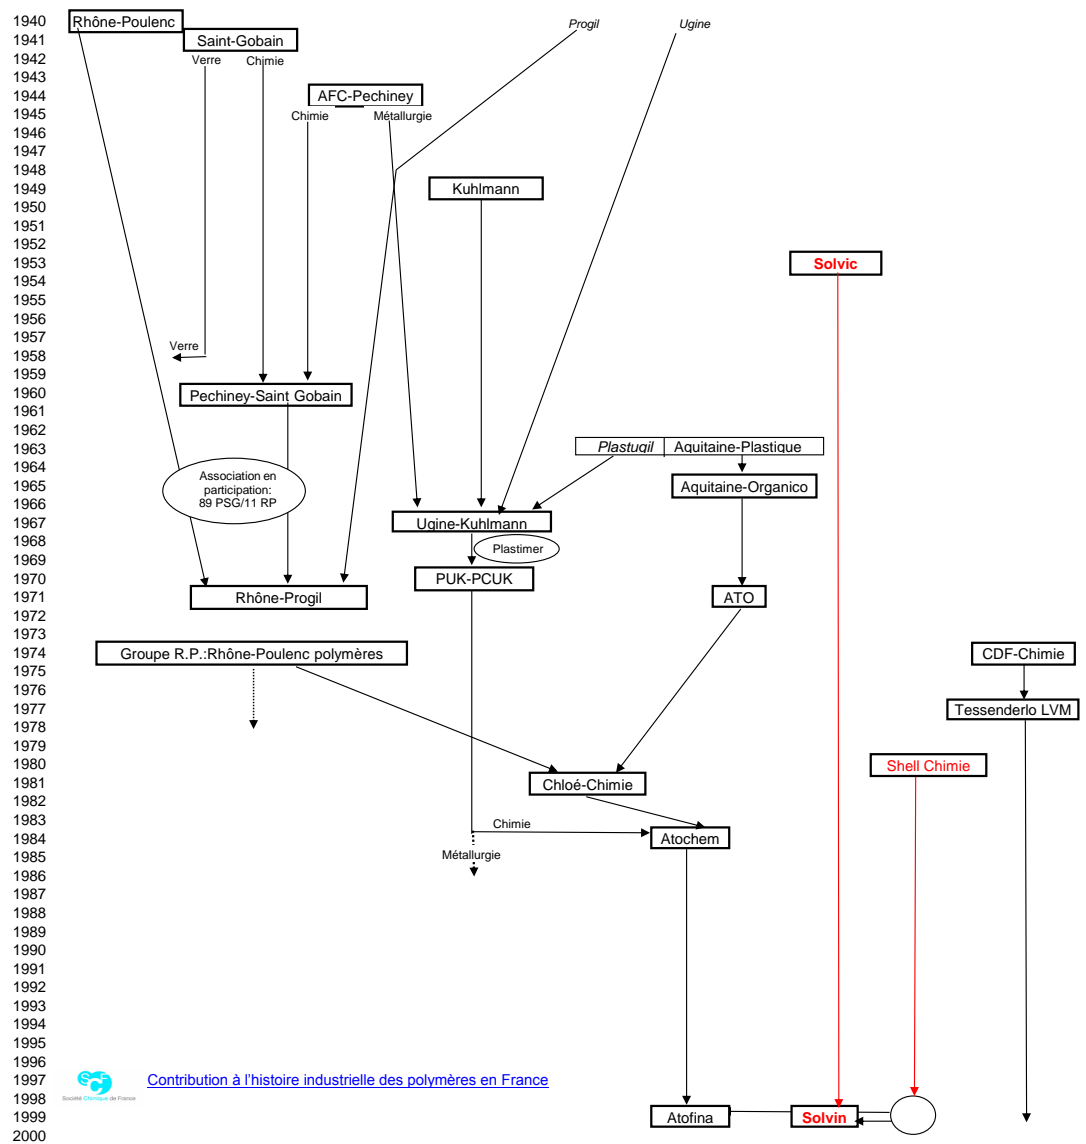 1940
Rhône-Poulenc
Progil
Ugine
1941
Saint-Gobain
1942
Verre
Chimie
1943
1944
AFC-Pechiney
1945
Chimie
Métallurgie
1946
1947
1948
1949
Kuhlmann
1950
1951
1952
1953
Solvic
1954
1955
1956
1957
Verre
1958
1959
1960
Pechiney-Saint Gobain
1961
1962
1963
Plastugil
Aquitaine-Plastique
1964
Association en
participation:
89 PSG/11 RP
1965
Aquitaine-Organico
1966
1967
Ugine-Kuhlmann
1968
Plastimer
1969
1970
PUK-PCUK
1971
Rhône-Progil
ATO
1972
1973
1974
Groupe R.P.:Rhône-Poulenc polymères
CDF-Chimie
1975
1976
1977
Tessenderlo LVM
1978
1979
1980
Shell Chimie
1981
Chloé-Chimie
1982
1983
Chimie
1984
Atochem
1985
Métallurgie
1986
1987
1988
1989
1990
1991
1992
1993
1994
1995
1996
1997
SCF
Société Chimique de France
Contribution à l'histoire industrielle des polymères en France
1998
1999
Atofina
Solvin
2000